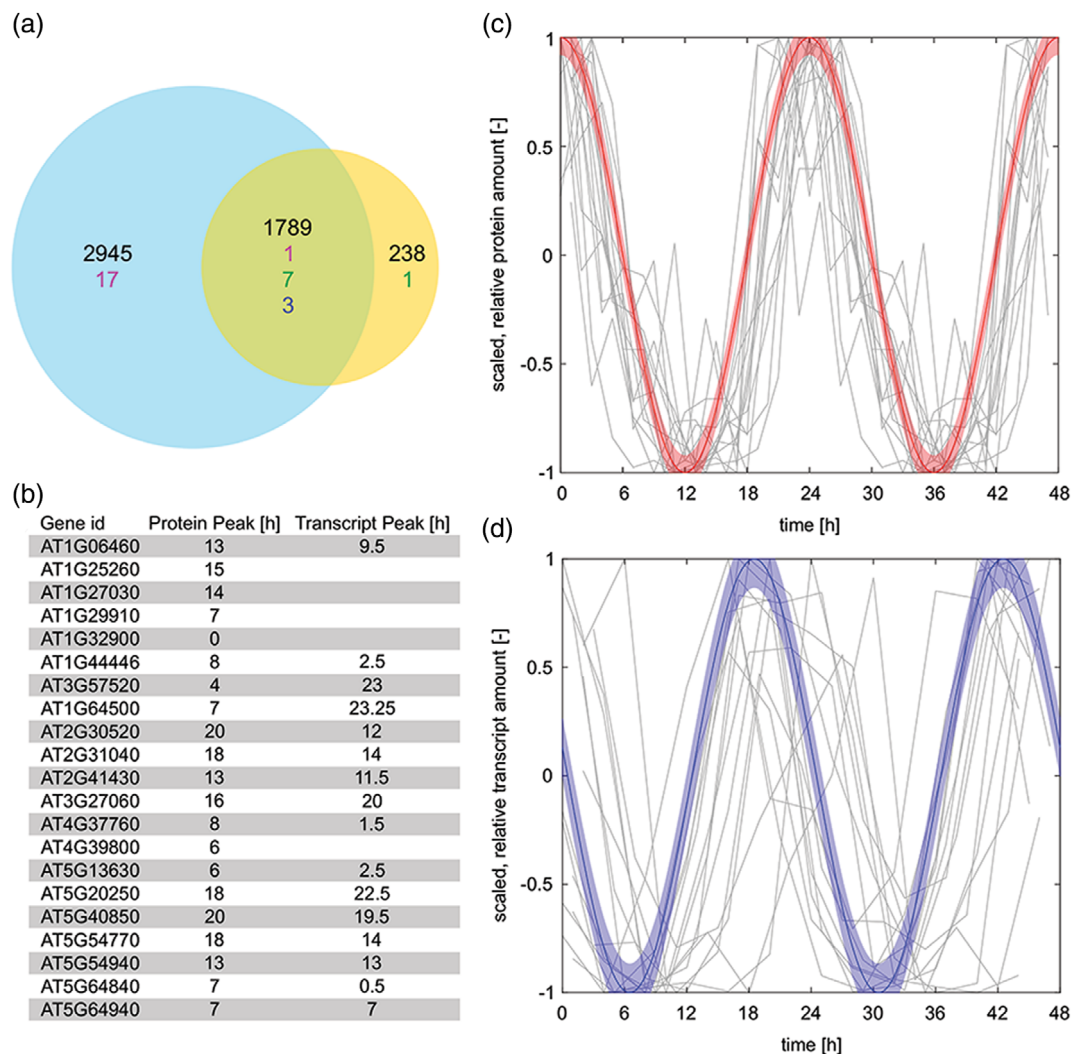 (a)
2945
17
1789
1
7
3
238
1
(b)
Gene id Protein Peak [h] Transcript Peak [h]
AT1G06460 13 9.5
AT1G25260 15
AT1G27030 14
AT1G29910 7
AT1G32900 0
AT1G44446 8 2.5
AT3G57520 4 23
AT1G64500 7 23.25
AT2G30520 20 12
AT2G31040 18 14
AT2G41430 13 11.5
AT3G27060 16 20
AT4G37760 8 1.5
AT4G39800 6
AT5G13630 6 2.5
AT5G20250 18 22.5
AT5G40850 20 19.5
AT5G54770 18 14
AT5G54940 13 13
AT5G64840 7 0.5
AT5G64940 7 7
(c)
scaled, relative protein amount [-]
1
0.5
0
-0.5
-1
0 6 12 18 24 30 36 42 48
time [h]
(d)
scaled, relative transcript amount [-]
1
0.5
0
-0.5
-1
0 6 12 18 24 30 36 42 48
time [h]